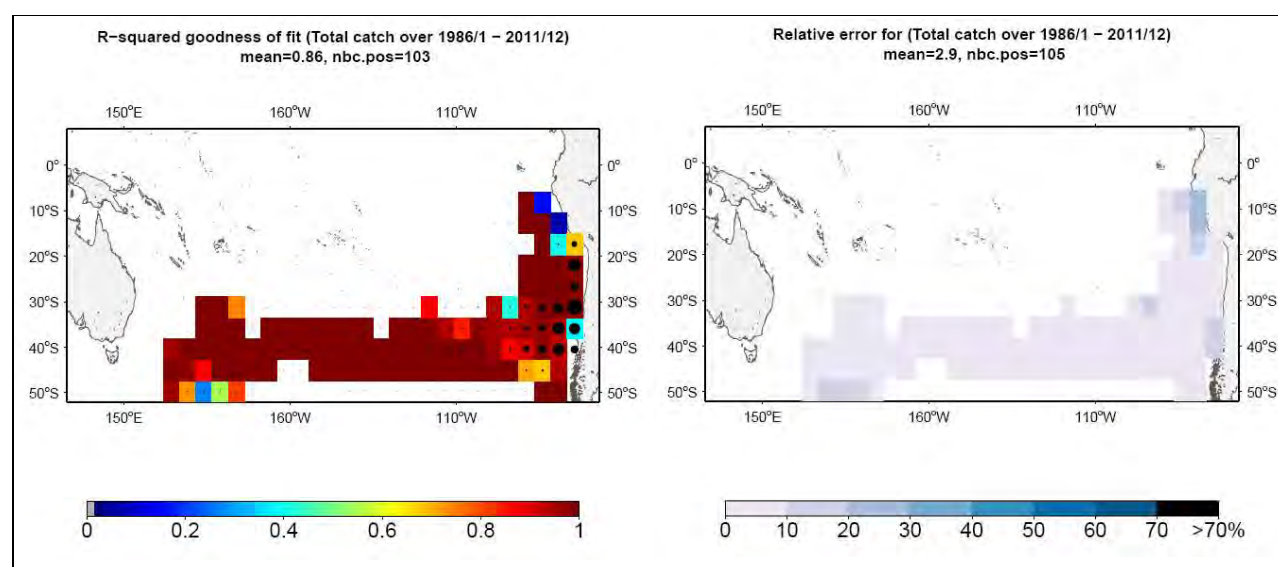 R−squared goodness of fit (Total catch over 1986/1 − 2011/12)
mean=0.86, nbc.pos=103
150°E 160°W 110°W
0° 0°
10°S 10°S
20°S 20°S
30°S 30°S
40°S 40°S
50°S 50°S
150°E 160°W 110°W
0 0.2 0.4 0.6 0.8 1
Relative error for (Total catch over 1986/1 − 2011/12)
mean=2.9, nbc.pos=105
150°E 160°W 110°W
0° 0°
10°S 10°S
20°S 20°S
30°S 30°S
40°S 40°S
50°S 50°S
150°E 160°W 110°W
0 10 20 30 40 50 60 70 >70%